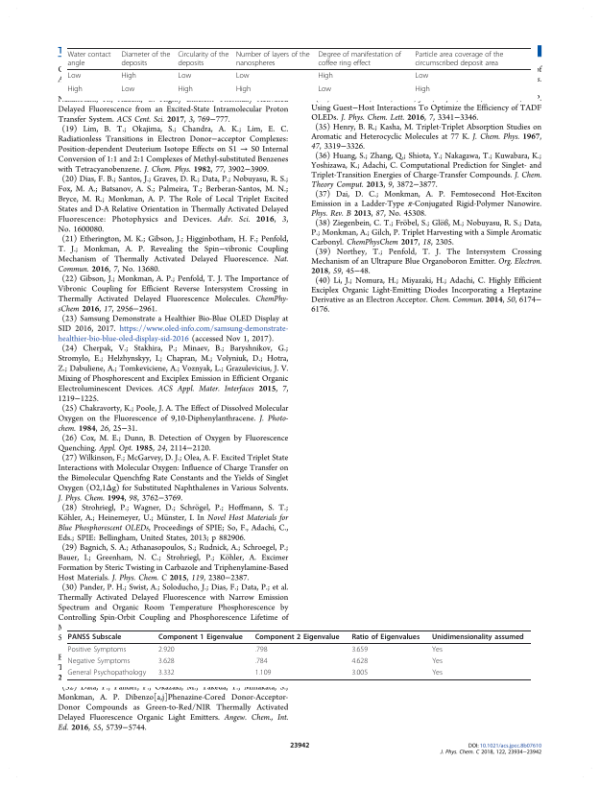 Water contact angle Diameter of the deposits Circularity of the deposits Number of layers of the nanospheres Degree of manifestation of coffee ring effect Particle area coverage of the circumscribed deposit area
Low High Low Low High Low
High Low High High Low High
Delayed Fluorescence from an Excited-State Intramolecular Proton
Transfer System. ACS Cent. Sci. 2017, 3, 769−777.
(19) Lim, B. T.; Okajima, S.; Chandra, A. K.; Lim, E. C.
Radiationless Transitions in Electron Donor−acceptor Complexes:
Position-dependent Deuterium Isotope Effects on S1 → S0 Internal
Conversion of 1:1 and 2:1 Complexes of Methyl-substituted Benzenes
with Tetracyanobenzene. J. Chem. Phys. 1982, 77, 3902−3909.
(20) Dias, F. B.; Santos, J.; Graves, D. R.; Data, P.; Nobuyasu, R. S.;
Fox, M. A.; Batsanov, A. S.; Palmeira, T.; Berberan-Santos, M. N.;
Bryce, M. R.; Monkman, A. P. The Role of Local Triplet Excited
States and D-A Relative Orientation in Thermally Activated Delayed
Fluorescence: Photophysics and Devices. Adv. Sci. 2016, 3,
No. 1600080.
(21) Etherington, M. K.; Gibson, J.; Higginbotham, H. F.; Penfold,
T. J.; Monkman, A. P. Revealing the Spin−vibronic Coupling
Mechanism of Thermally Activated Delayed Fluorescence. Nat.
Commun. 2016, 7, No. 13680.
(22) Gibson, J.; Monkman, A. P.; Penfold, T. J. The Importance of
Vibronic Coupling for Efficient Reverse Intersystem Crossing in
Thermally Activated Delayed Fluorescence Molecules. ChemPhy-
sChem 2016, 17, 2956−2961.
(23) Samsung Demonstrate a Healthier Bio-Blue OLED Display at
SID 2016, 2017. https://www.oled-info.com/samsung-demonstrate-
healthier-bio-blue-oled-display-sid-2016 (accessed Nov 1, 2017).
(24) Cherpak, V.; Stakhira, P.; Minaev, B.; Baryshnikov, G.;
Stromylo, E.; Helzhynskyy, I.; Chapran, M.; Volyniuk, D.; Hotra,
Z.; Dabuliene, A.; Tomkeviciene, A.; Voznyak, L.; Grazulevicius, J. V.
Mixing of Phosphorescent and Exciplex Emission in Efficient Organic
Electroluminescent Devices. ACS Appl. Mater. Interfaces 2015, 7,
1219−1225.
(25) Chakravorty, K.; Poole, J. A. The Effect of Dissolved Molecular
Oxygen on the Fluorescence of 9,10-Diphenylanthracene. J. Photo-
chem. 1984, 26, 25−31.
(26) Cox, M. E.; Dunn, B. Detection of Oxygen by Fluorescence
Quenching. Appl. Opt. 1985, 24, 2114−2120.
(27) Wilkinson, F.; McGarvey, D. J.; Olea, A. F. Excited Triplet State
Interactions with Molecular Oxygen: Influence of Charge Transfer on
the Bimolecular Quenching Rate Constants and the Yields of Singlet
Oxygen (O2,1Δg) for Substituted Naphthalenes in Various Solvents.
J. Phys. Chem. 1994, 98, 3762−3769.
(28) Strohriegl, P.; Wagner, D.; Schrögel, P.; Hoffmann, S. T.;
Köhler, A.; Heinemeyer, U.; Münster, I. In Novel Host Materials for
Blue Phosphorescent OLEDs, Proceedings of SPIE; So, F., Adachi, C.,
Eds.; SPIE: Bellingham, United States, 2013; p 882906.
(29) Bagnich, S. A.; Athanasopoulos, S.; Rudnick, A.; Schroegel, P.;
Bauer, I.; Greenham, N. C.; Strohriegl, P.; Köhler, A. Excimer
Formation by Steric Twisting in Carbazole and Triphenylamine-Based
Host Materials. J. Phys. Chem. C 2015, 119, 2380−2387.
(30) Pander, P. H.; Swist, A.; Soloducho, J.; Dias, F. B.; Data, P.; et al.
Thermally Activated Delayed Fluorescence with Narrow Emission
Spectrum and Organic Room Temperature Phosphorescence by
Controlling Spin-Orbit Coupling and Phosphorescence Lifetime of
PANSS Subscale Component 1 Eigenvalue Component 2 Eigenvalue Ratio of Eigenvalues Unidimensionality assumed
Positive Symptoms 2.920 .798 3.659 Yes
Negative Symptoms 3.628 .784 4.628 Yes
General Psychopathology 3.332 1.109 3.005 Yes
Monkman, A. P. Dibenzo[a,j]Phenazine-Cored Donor-Acceptor-
Donor Compounds as Green-to-Red/NIR Thermally Activated
Delayed Fluorescence Organic Light Emitters. Angew. Chem., Int.
Ed. 2016, 55, 5739−5744.
Using Guest−Host Interactions To Optimize the Efficiency of TADF
OLEDs. J. Phys. Chem. Lett. 2016, 7, 3341−3346.
(35) Henry, B. R.; Kasha, M. Triplet-Triplet Absorption Studies on
Aromatic and Heterocyclic Molecules at 77 K. J. Chem. Phys. 1967,
47, 3319−3326.
(36) Huang, S.; Zhang, Q.; Shiota, Y.; Nakagawa, T.; Kuwabara, K.;
Yoshizawa, K.; Adachi, C. Computational Prediction for Singlet- and
Triplet-Transition Energies of Charge-Transfer Compounds. J. Chem.
Theory Comput. 2013, 9, 3872−3877.
(37) Dai, D. C.; Monkman, A. P. Femtosecond Hot-Exciton
Emission in a Ladder-Type π-Conjugated Rigid-Polymer Nanowire.
Phys. Rev. B 2013, 87, No. 45308.
(38) Ziegenbein, C. T.; Fröbel, S.; Glöß, M.; Nobuyasu, R. S.; Data,
P.; Monkman, A.; Gilch, P. Triplet Harvesting with a Simple Aromatic
Carbonyl. ChemPhysChem 2017, 18, 2305.
(39) Northey, T.; Penfold, T. J. The Intersystem Crossing
Mechanism of an Ultrapure Blue Organoboron Emitter. Org. Electron.
2018, 59, 45−48.
(40) Li, J.; Nomura, H.; Miyazaki, H.; Adachi, C. Highly Efficient
Exciplex Organic Light-Emitting Diodes Incorporating a Heptazine
Derivative as an Electron Acceptor. Chem. Commun. 2014, 50, 6174−
6176.
23942
DOI: 10.1021/acs.jpcc.8b07610
J. Phys. Chem. C 2018, 122, 23934−23942